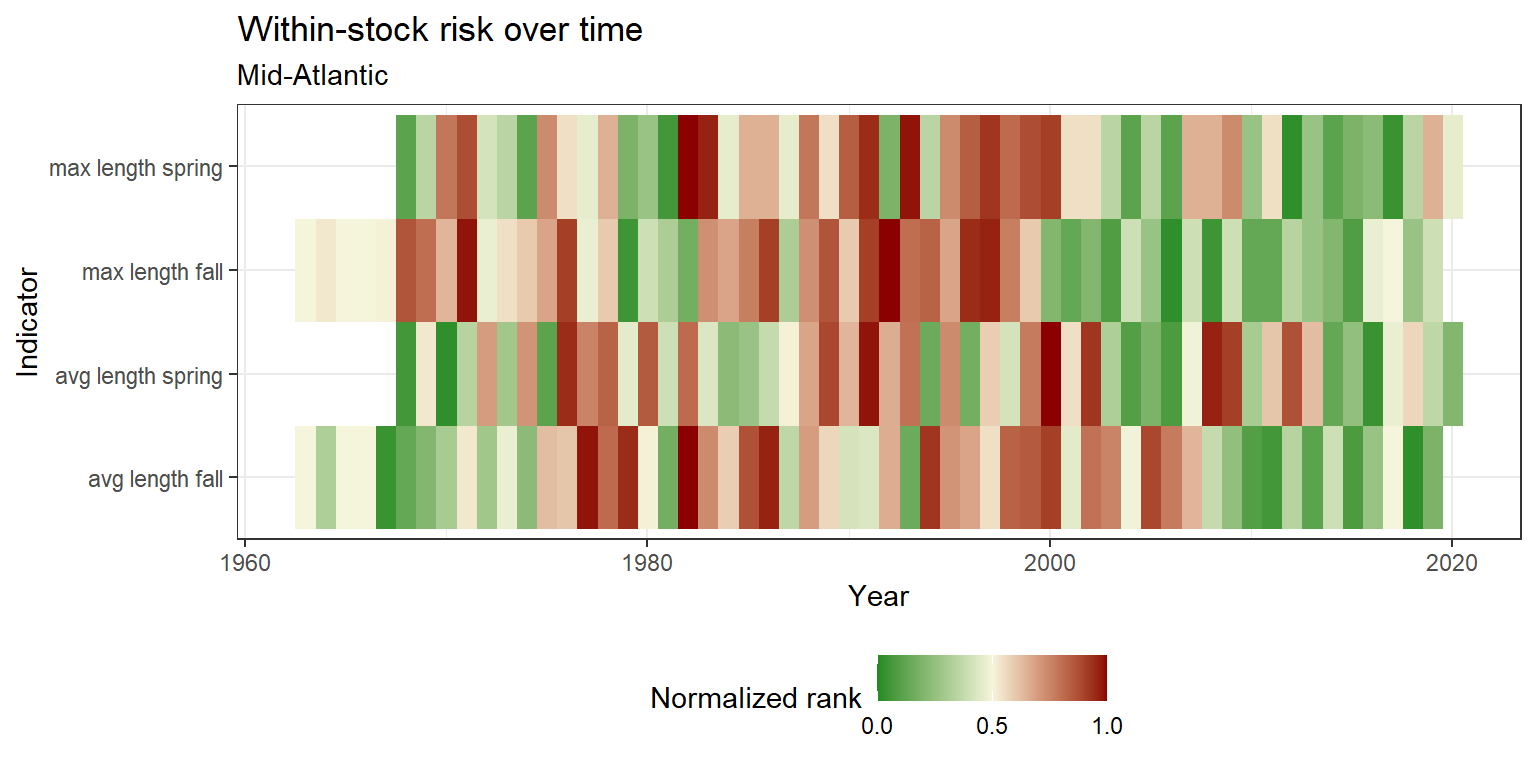 Within-stock risk over time
Mid-Atlantic
Indicator
max length spring
max length fall
avg length spring
avg length fall
1960 1980 2000 2020
Year
Normalized rank
0.0 0.5 1.0